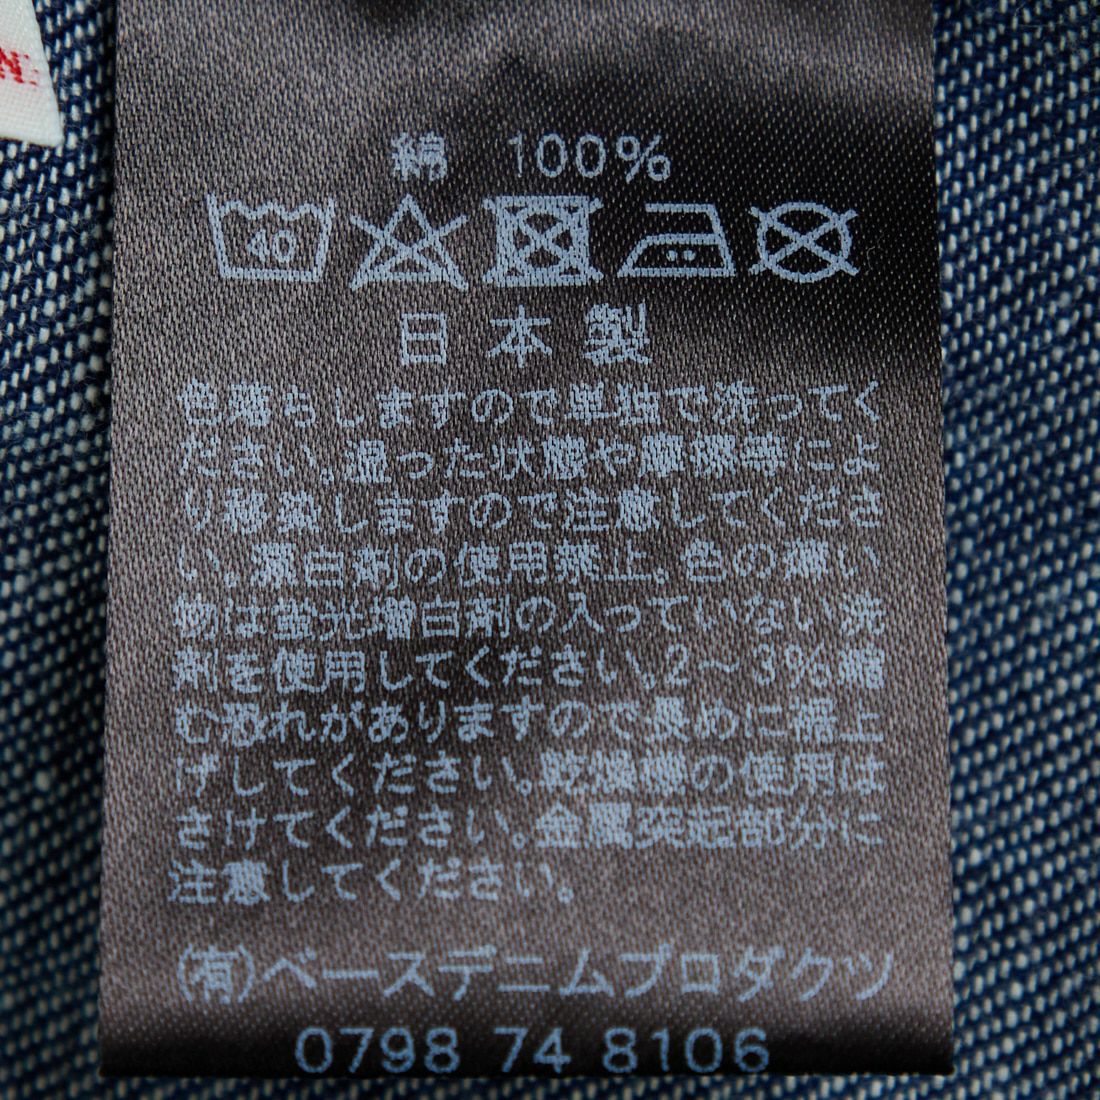 綿 100%
40
日本製
色落らしますので単独で洗ってく
ださい。湿った状態や摩擦等によ
り移染しますので注意してくださ
い。漂白剤の使用禁止。色の薄い
物は蛍光増白剤の入っていない洗
剤を使用してください。2～3%縮
む恐れがありますので長めに裾上
げしてください。乾燥機の使用は
さけてください。金属突起部分に
注意してください。
(有)ベースデニムプロダクツ
0798 74 8106